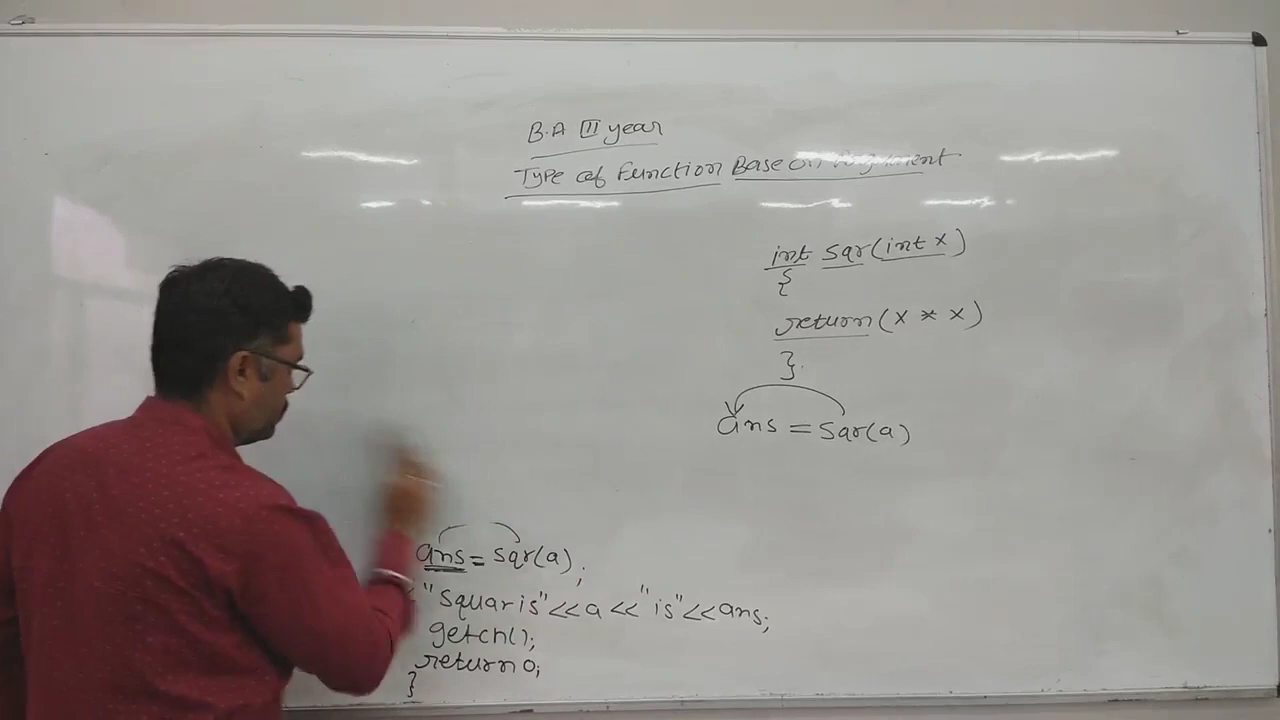 B.A III year
Type of Function Base on
int sqr(int x)
{
return (x * x)
}.
ans = sqr(a)
ans = sqr(a);
"squar is" << a << "is" << ans;
getch();
return 0;
}